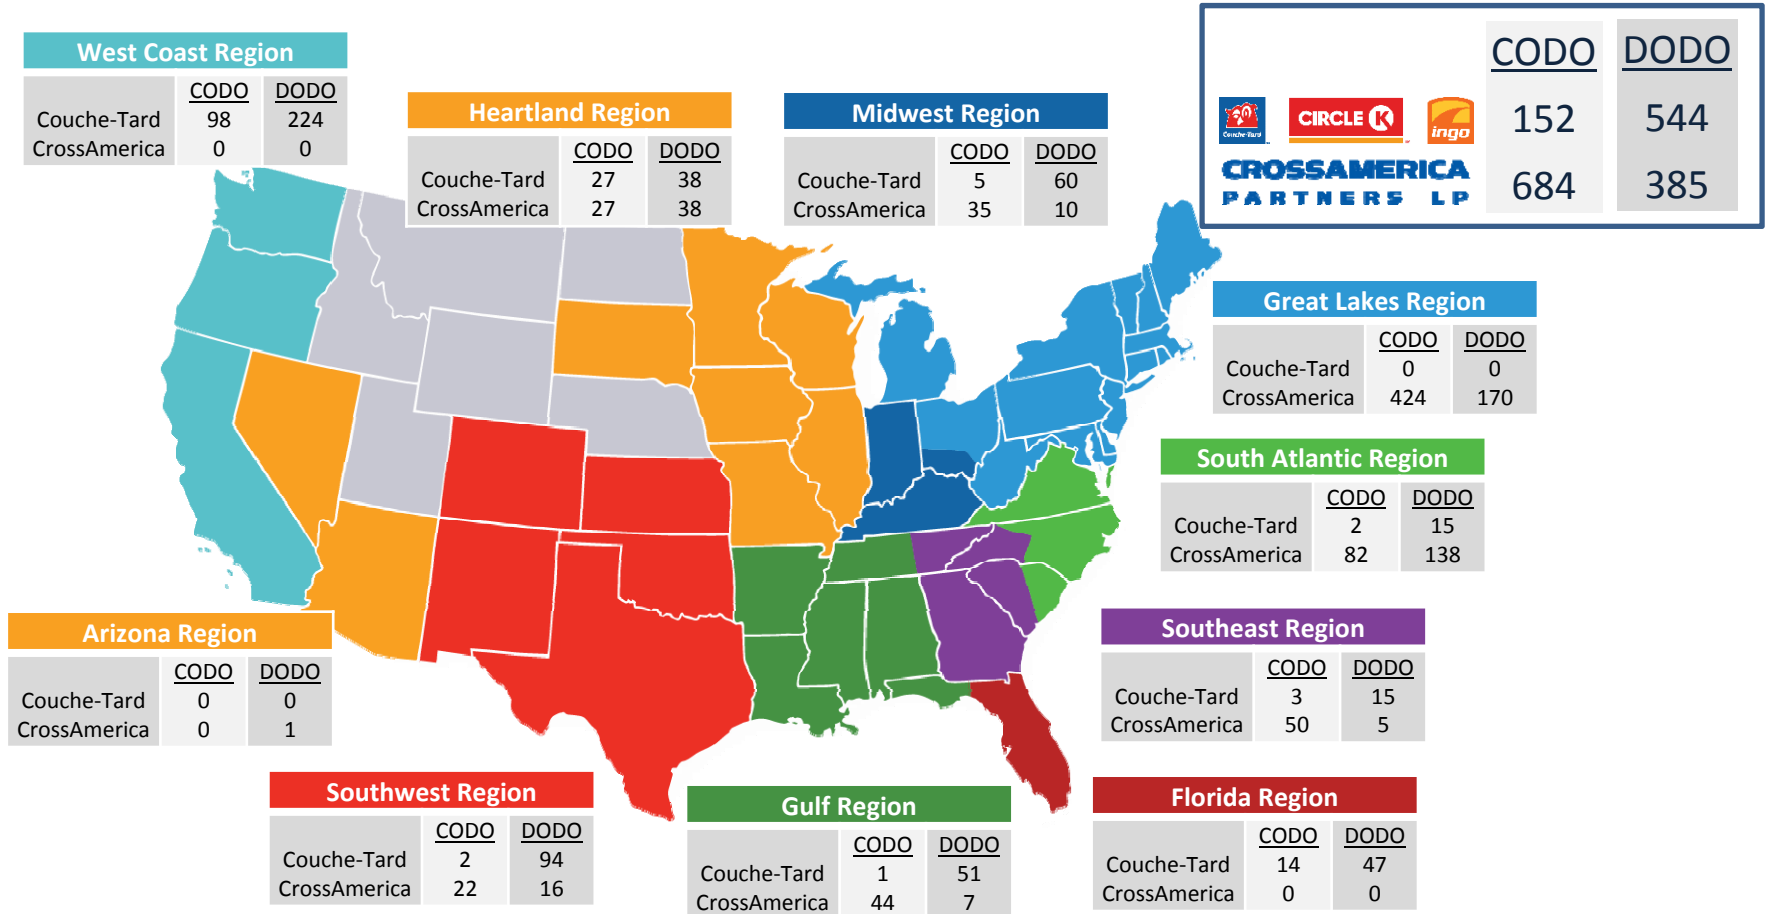 West Coast Region
CODO DODO
Couche-Tard 98 224
CrossAmerica 0 0
Heartland Region
CODO DODO
Couche-Tard 27 38
CrossAmerica 27 38
Midwest Region
CODO DODO
Couche-Tard 5 60
CrossAmerica 35 10
CODO DODO
Couche-Tard CIRCLE K ingo 152 544
CROSSAMERICA
PARTNERS LP 684 385
Great Lakes Region
CODO DODO
Couche-Tard 0 0
CrossAmerica 424 170
South Atlantic Region
CODO DODO
Couche-Tard 2 15
CrossAmerica 82 138
Arizona Region
CODO DODO
Couche-Tard 0 0
CrossAmerica 0 1
Southeast Region
CODO DODO
Couche-Tard 3 15
CrossAmerica 50 5
Southwest Region
CODO DODO
Couche-Tard 2 94
CrossAmerica 22 16
Gulf Region
CODO DODO
Couche-Tard 1 51
CrossAmerica 44 7
Florida Region
CODO DODO
Couche-Tard 14 47
CrossAmerica 0 0